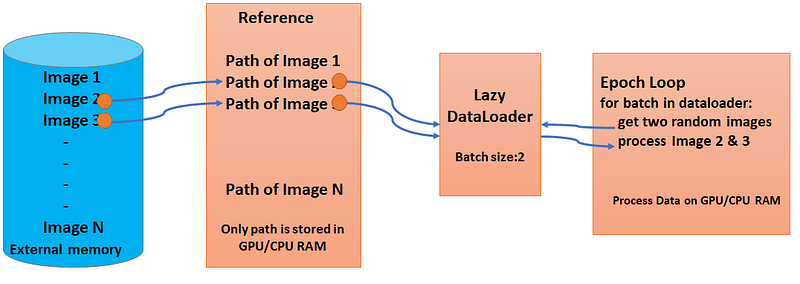 Image 1
Image 2
Image 3
-
-
-
-
Image N
External memory
Reference
Path of Image 1
Path of Image
Path of Image
Path of Image N
Only path is stored in
GPU/CPU RAM
Lazy
DataLoader
Batch size:2
Epoch Loop
for batch in dataloader:
get two random images
process Image 2 & 3
Process Data on GPU/CPU RAM